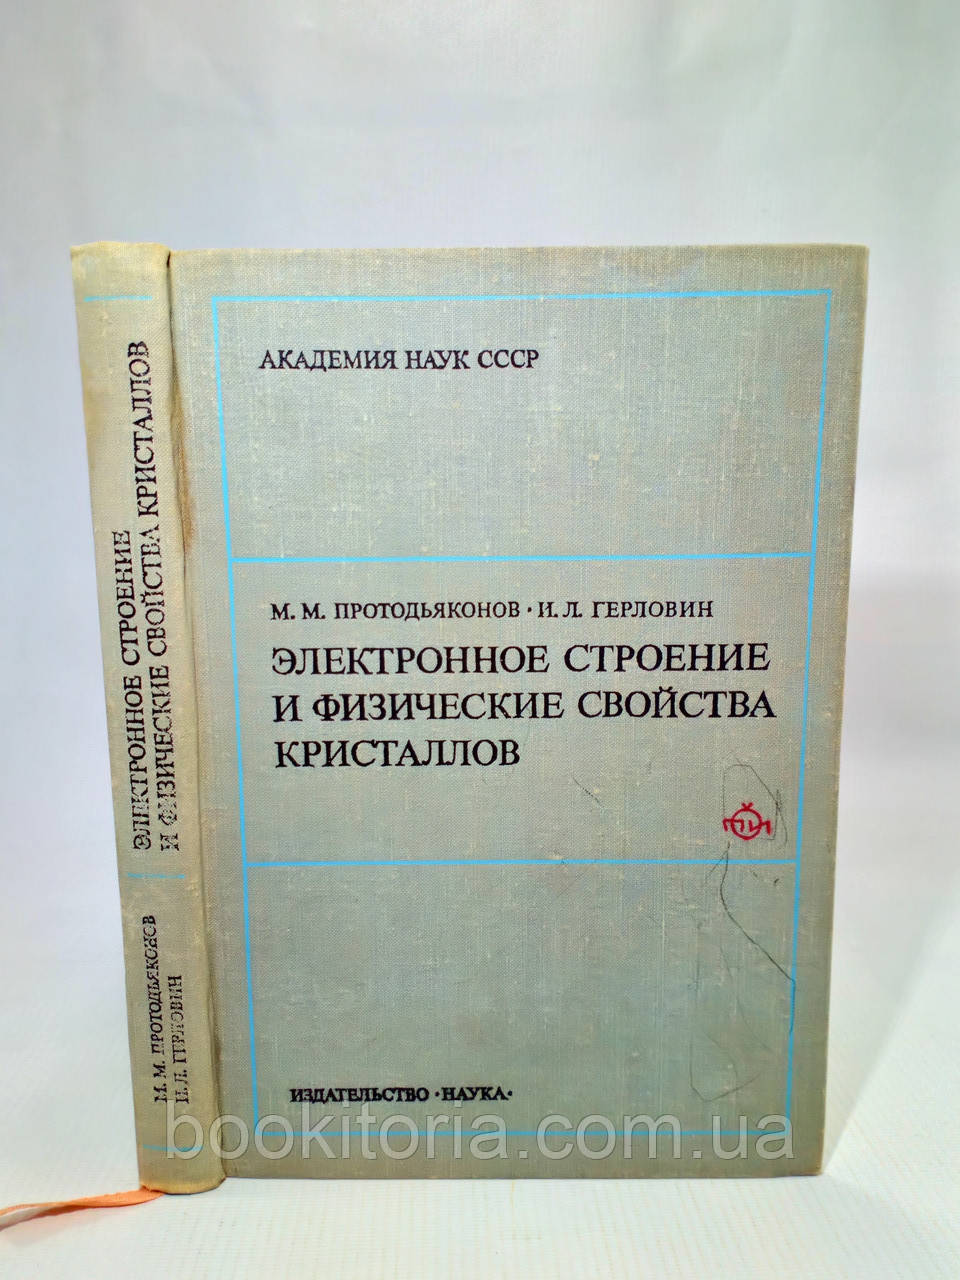 АКАДЕМИЯ НАУК СССР
М. М. ПРОТОДЬЯКОНОВ · И. Л. ГЕРЛОВИН
ЭЛЕКТРОННОЕ СТРОЕНИЕ
И ФИЗИЧЕСКИЕ СВОЙСТВА
КРИСТАЛЛОВ
ИЗДАТЕЛЬСТВО · НАУКА ·
ЭЛЕКТРОННОЕ СТРОЕНИЕ
И ФИЗИЧЕСКИЕ СВОЙСТВА КРИСТАЛЛОВ
М. М. ПРОТОДЬЯКОНОВ
И. Л. ГЕРЛОВИН
bookitoria.com.ua